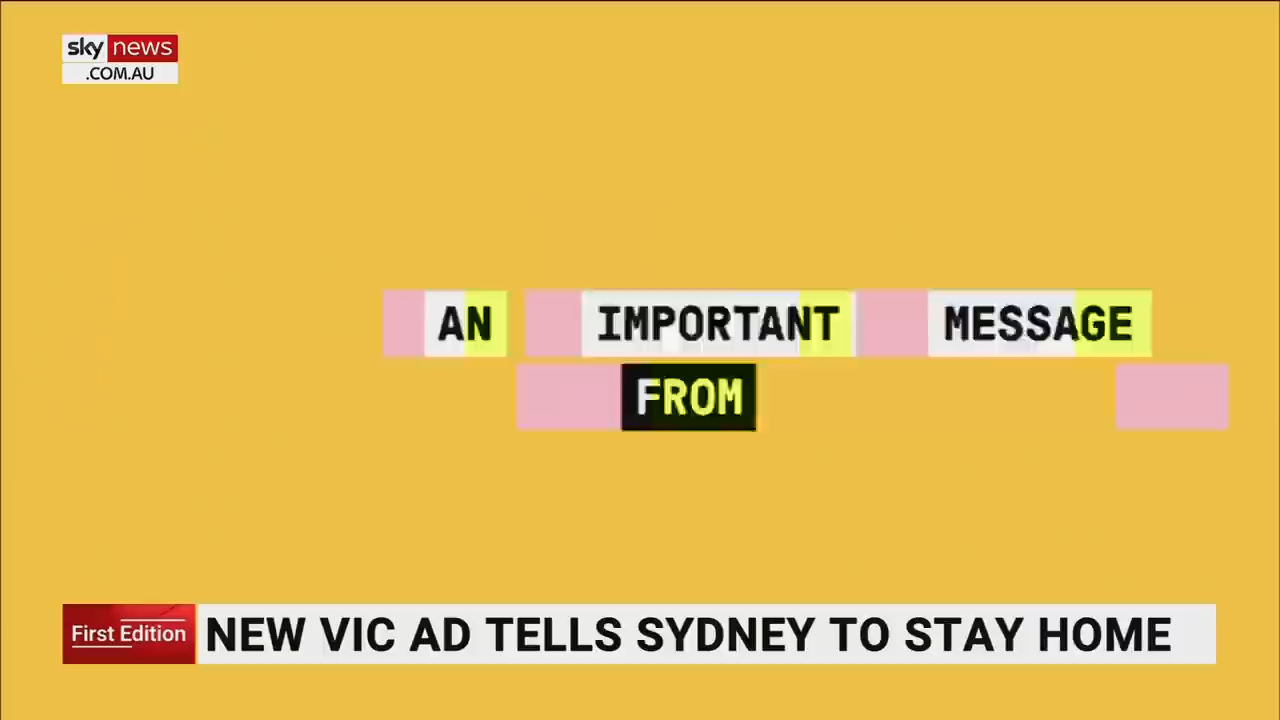 sky news
.COM.AU
AN IMPORTANT MESSAGE
FROM
First Edition
NEW VIC AD TELLS SYDNEY TO STAY HOME